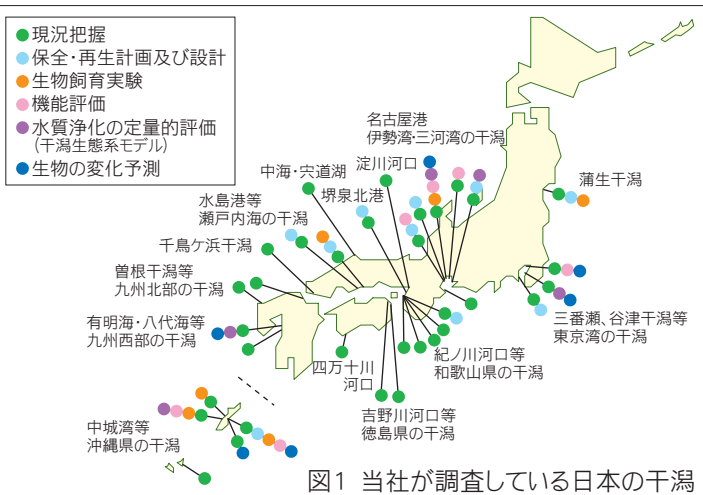 現況把握
保全・再生計画及び設計
生物飼育実験
機能評価
水質浄化の定量的評価
(干潟生態系モデル)
生物の変化予測
名古屋港
伊勢湾・三河湾の干潟
淀川河口
中海・宍道湖
堺泉北港
水島港等
瀬戸内海の干潟
千鳥ケ浜干潟
曽根干潟等
九州北部の干潟
有明海・八代海等
九州西部の干潟
蒲生干潟
三番瀬、谷津干潟等
東京湾の干潟
紀ノ川河口等
和歌山県の干潟
四万十川
河口
吉野川河口等
徳島県の干潟
中城湾等
沖縄県の干潟
図1 当社が調査している日本の干潟